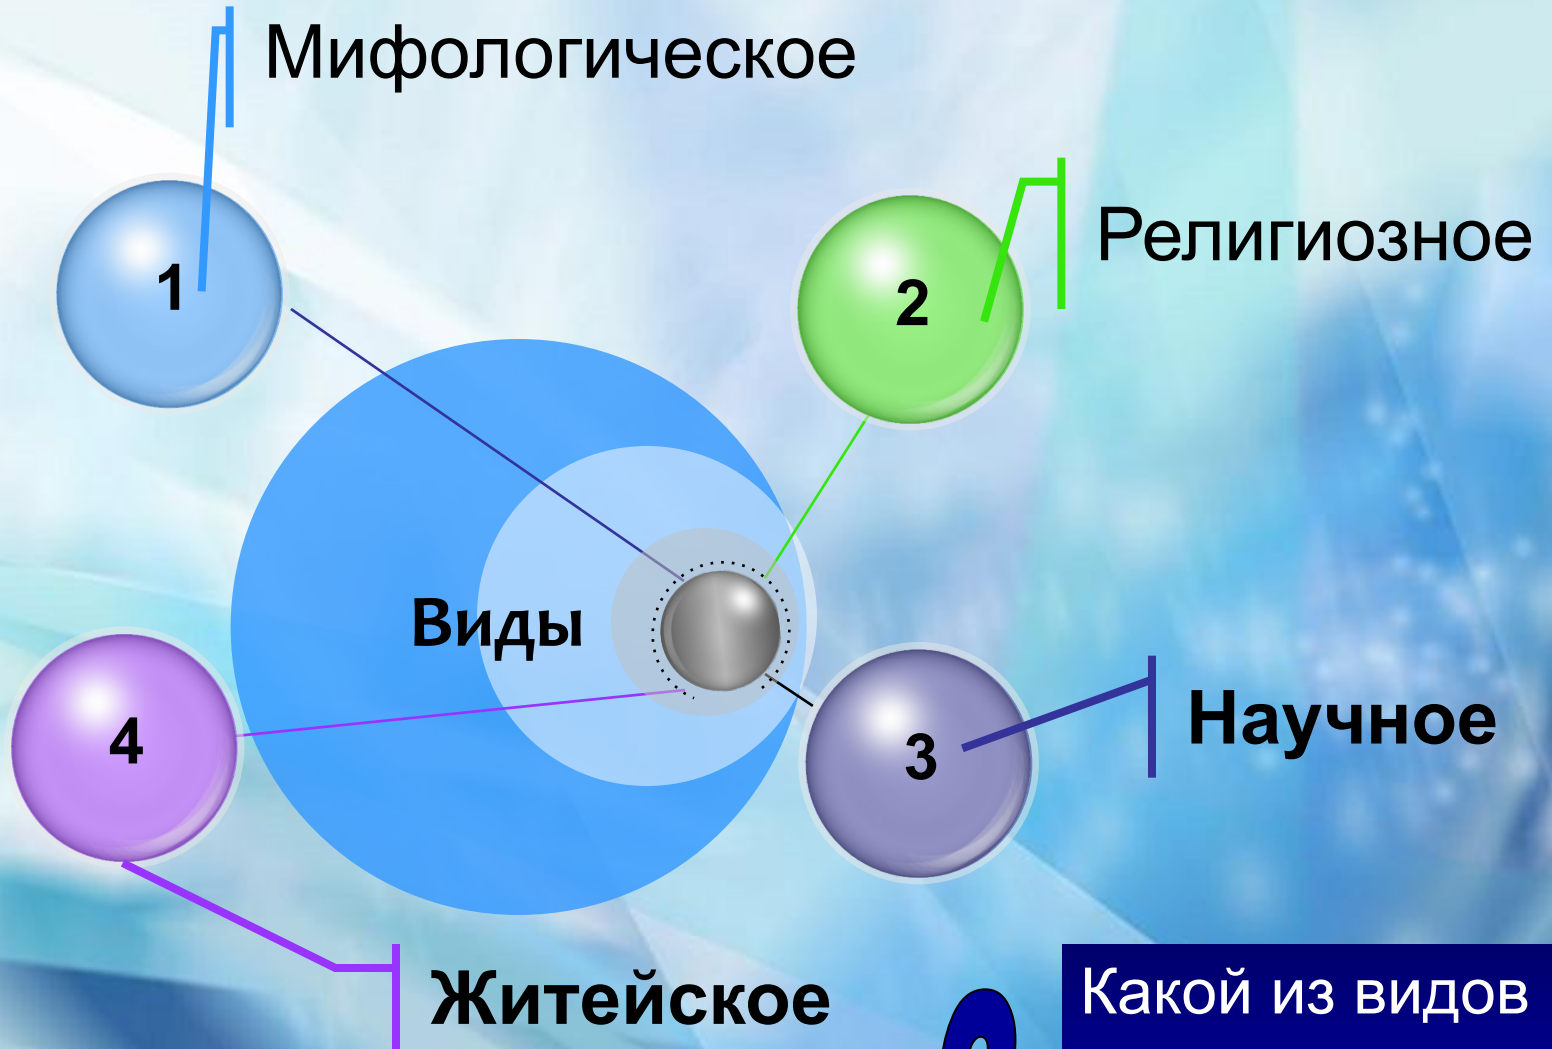 Мифологическое
1
2
Религиозное
Виды
4
3
Научное
Житейское
Какой из видов